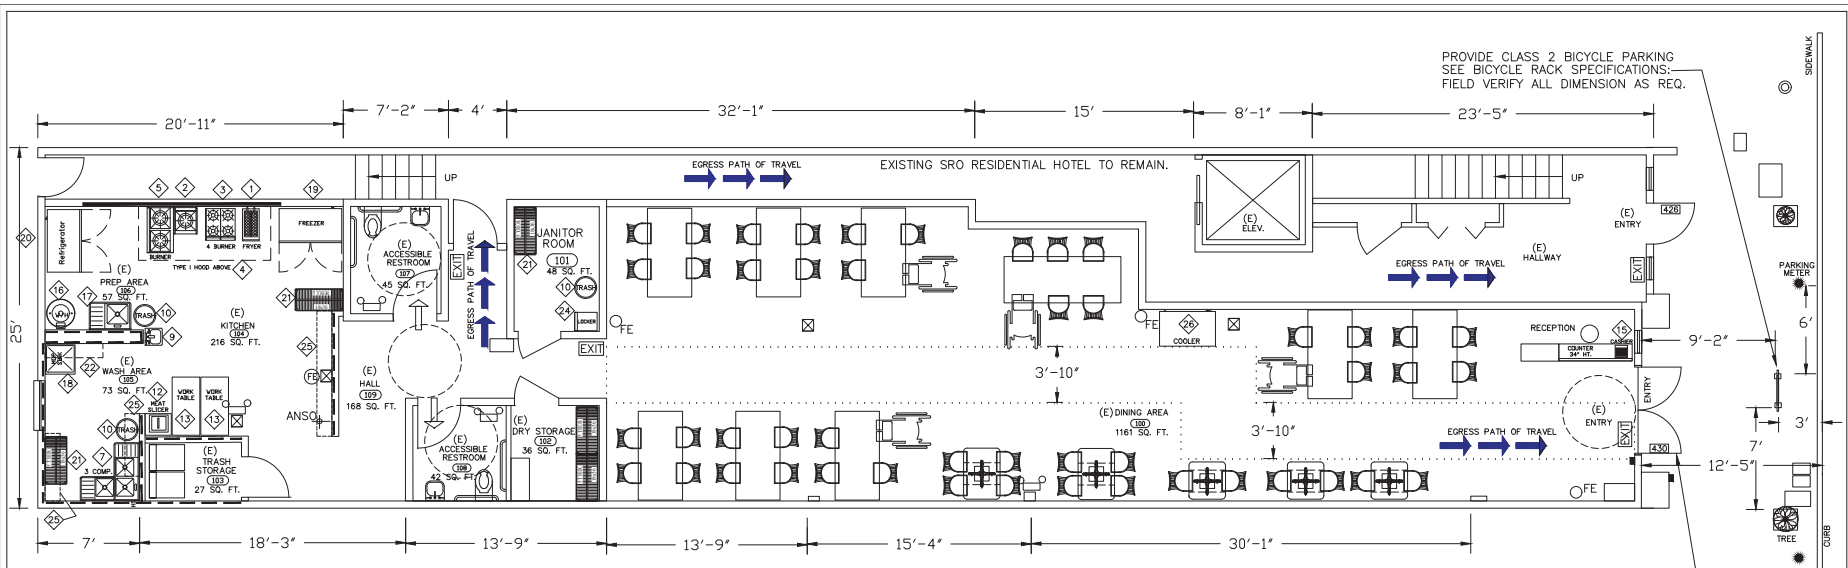 PROVIDE CLASS 2 BICYCLE PARKING
SEE BICYCLE RACK SPECIFICATIONS:
FIELD VERIFY ALL DIMENSION AS REQ.
SIDEWALK
20'-11"
7'-2"
4'
32'-1"
15'
8'-1"
23'-5"
EGRESS PATH OF TRAVEL
EXISTING SRO RESIDENTIAL HOTEL TO REMAIN.
UP
UP
5
2
3
1
19
20
Refrigerator
BURNER
4 BURNER
FRYER
FREEZER
TYPE I HOOD ABOVE
4
(E)
PREP AREA
106
57 SQ. FT.
16
17
W/H
TRASH
10
9
21
(E)
KITCHEN
104
216 SQ. FT.
(E)
ACCESSIBLE
RESTROOM
107
45 SQ. FT.
EXIT
EGRESS PATH OF TRAVEL
21
JANITOR
ROOM
101
48 SQ. FT.
10
TRASH
24
LOCKER
EXIT
FE
(E)
ELEV.
(E)
HALLWAY
EGRESS PATH OF TRAVEL
(E)
ENTRY
426
EXIT
PARKING
METER
6'
25'
18
22
(E)
WASH AREA
105
73 SQ. FT.
25
FE
(E)
HALL
109
168 SQ. FT.
ANSO
12
MEAT
SLICER
WORK
TABLE
WORK
TABLE
13
13
25
10
TRASH
21
7
3 COMP.
25
(E)
TRASH
STORAGE
103
27 SQ. FT.
(E)
ACCESSIBLE
RESTROOM
108
42 SQ. FT.
(E)
DRY STORAGE
102
36 SQ. FT.
FE
26
COOLER
3'-10"
3'-10"
(E) DINING AREA
100
1161 SQ. FT.
RECEPTION
15
CASHIER
COUNTER
34" HT.
9'-2"
ENTRY
(E)
ENTRY
EXIT
EGRESS PATH OF TRAVEL
430
FE
7'
3'
12'-5"
TREE
CURB
7'
18'-3"
13'-9"
13'-9"
15'-4"
30'-1"